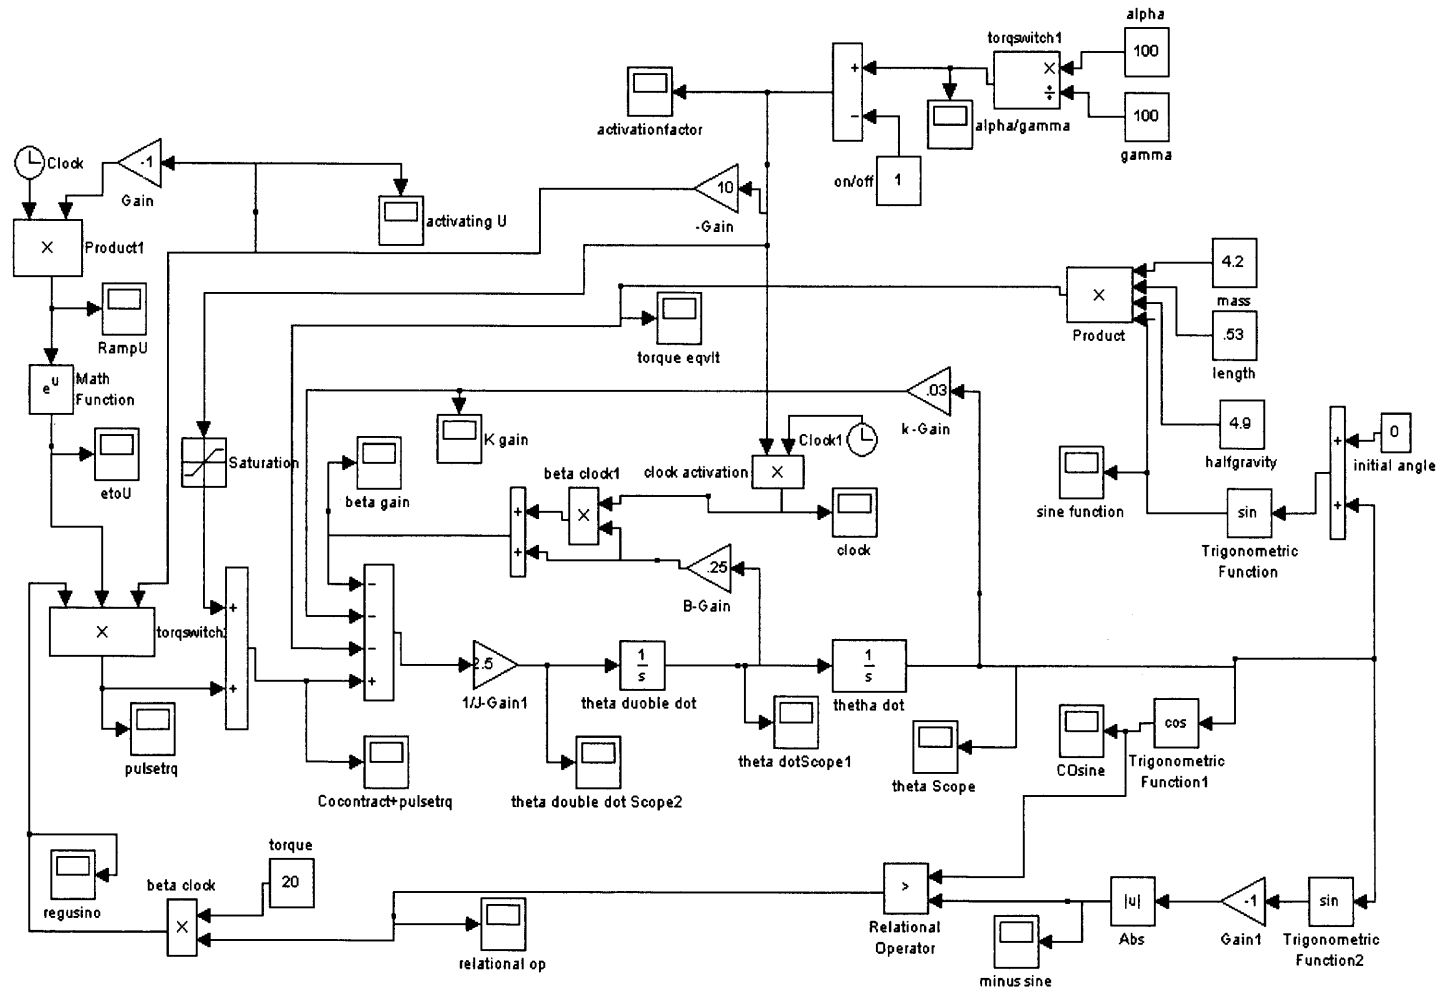 alpha
torqswitch1
100
×
÷
+
−
activationfactor
alpha/gamma
100
gamma
on/off
1
Clock
-1
Gain
10
-Gain
activating U
×
Product1
4.2
mass
×
Product
RampU
torque eqvlt
.53
length
e^u
Math
Function
.03
k-Gain
4.9
halfgravity
0
initial angle
+
+
K gain
Clock1
etoU
Saturation
beta gain
beta clock1
clock activation
×
×
clock
+
+
sine function
sin
Trigonometric
Function
.25
B-Gain
×
torqswitch
+
+
−
−
−
+
2.5
1/J-Gain1
1
s
theta duoble dot
1
s
thetha dot
pulsetrq
Cocontract+pulsetrq
theta double dot Scope2
theta dotScope1
theta Scope
COsine
cos
Trigonometric
Function1
regusino
beta clock
×
torque
20
relational op
>
Relational
Operator
minus sine
|u|
Abs
-1
Gain1
sin
Trigonometric
Function2